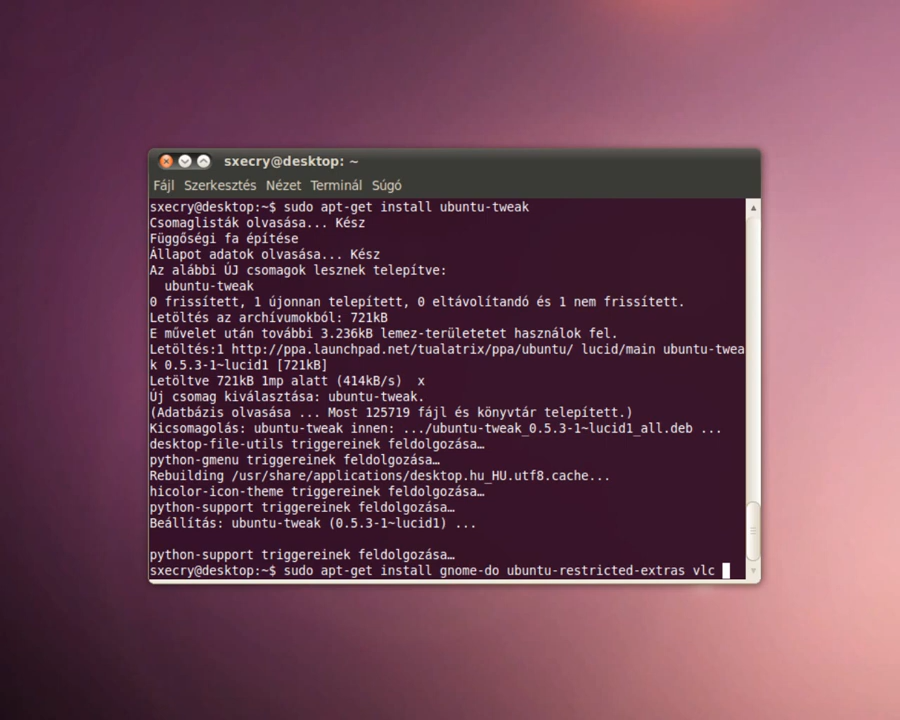 sxecry@desktop: ~
Fájl Szerkesztés Nézet Terminál Súgó
sxecry@desktop:~$ sudo apt-get install ubuntu-tweak
Csomaglisták olvasása... Kész
Függőségi fa építése
Állapot adatok olvasása... Kész
Az alábbi ÚJ csomagok lesznek telepítve:
  ubuntu-tweak
0 frissített, 1 újonnan telepített, 0 eltávolítandó és 1 nem frissített.
Letöltés az archívumokból: 721kB
E művelet után további 3.236kB lemez-területetet használok fel.
Letöltés:1 http://ppa.launchpad.net/tualatrix/ppa/ubuntu/ lucid/main ubuntu-twea
k 0.5.3-1~lucid1 [721kB]
Letöltve 721kB 1mp alatt (414kB/s)  x
Új csomag kiválasztása: ubuntu-tweak.
(Adatbázis olvasása ... Most 125719 fájl és könyvtár telepített.)
Kicsomagolás: ubuntu-tweak innen: .../ubuntu-tweak_0.5.3-1~lucid1_all.deb ...
desktop-file-utils triggereinek feldolgozása…
python-gmenu triggereinek feldolgozása…
Rebuilding /usr/share/applications/desktop.hu_HU.utf8.cache...
hicolor-icon-theme triggereinek feldolgozása…
python-support triggereinek feldolgozása…
Beállítás: ubuntu-tweak (0.5.3-1~lucid1) ...
python-support triggereinek feldolgozása…
sxecry@desktop:~$ sudo apt-get install gnome-do ubuntu-restricted-extras vlc